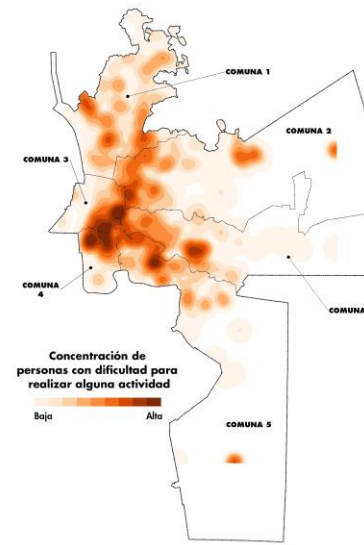 COMUNA 1
COMUNA 2
COMUNA 3
COMUNA
4
COMUNA
Concentración de
personas con dificultad para
realizar alguna actividad
Baja Alta
COMUNA 5